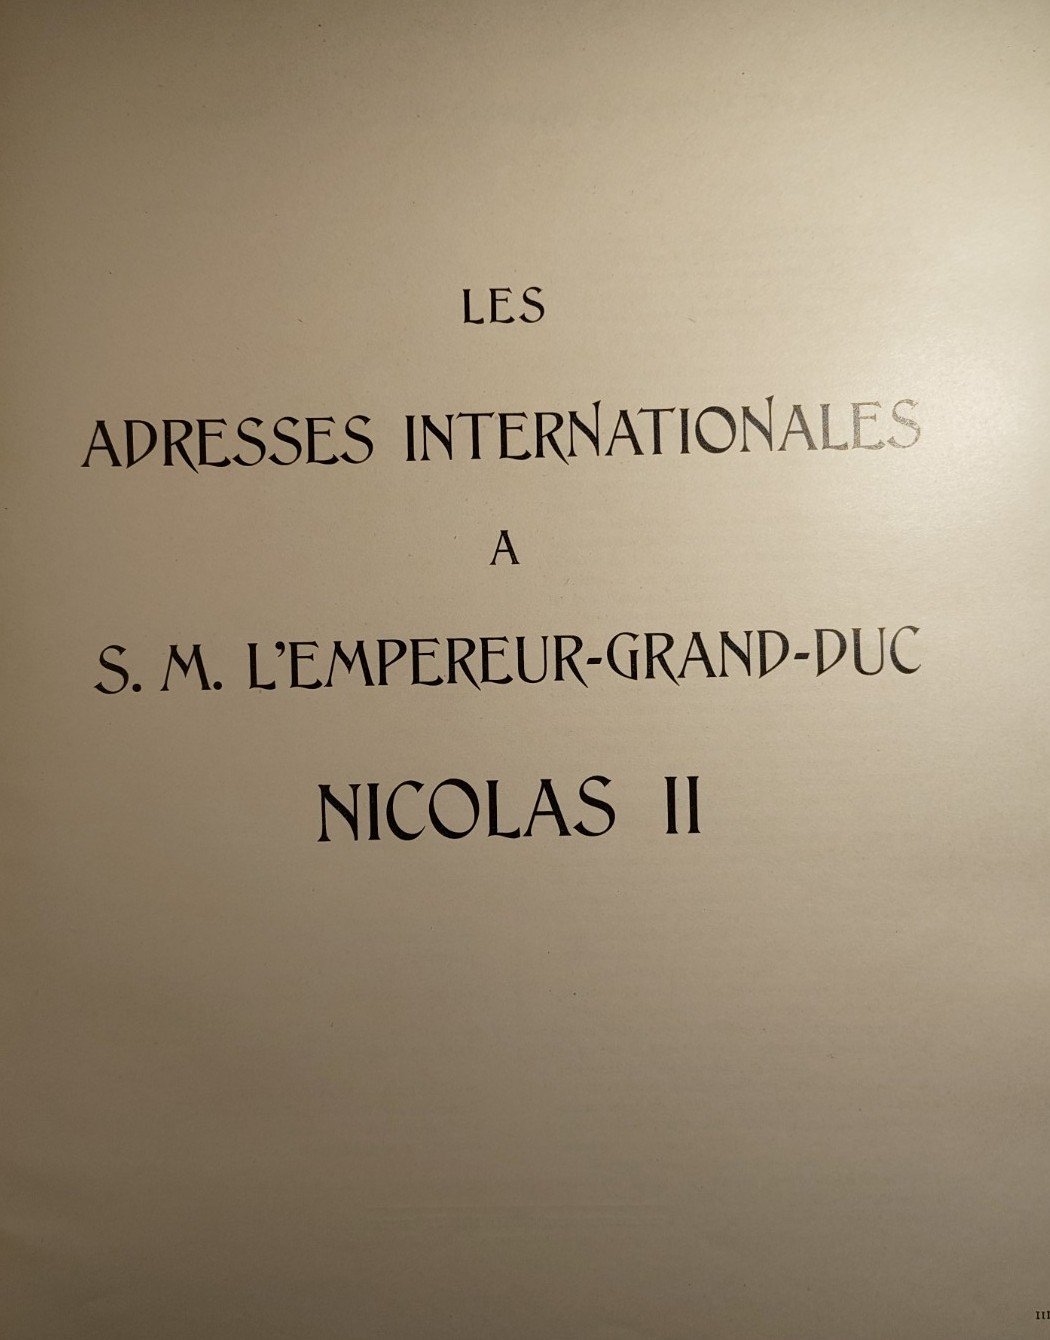 LES
ADRESSES INTERNATIONALES
A
S. M. L'EMPEREUR-GRAND-DUC
NICOLAS II